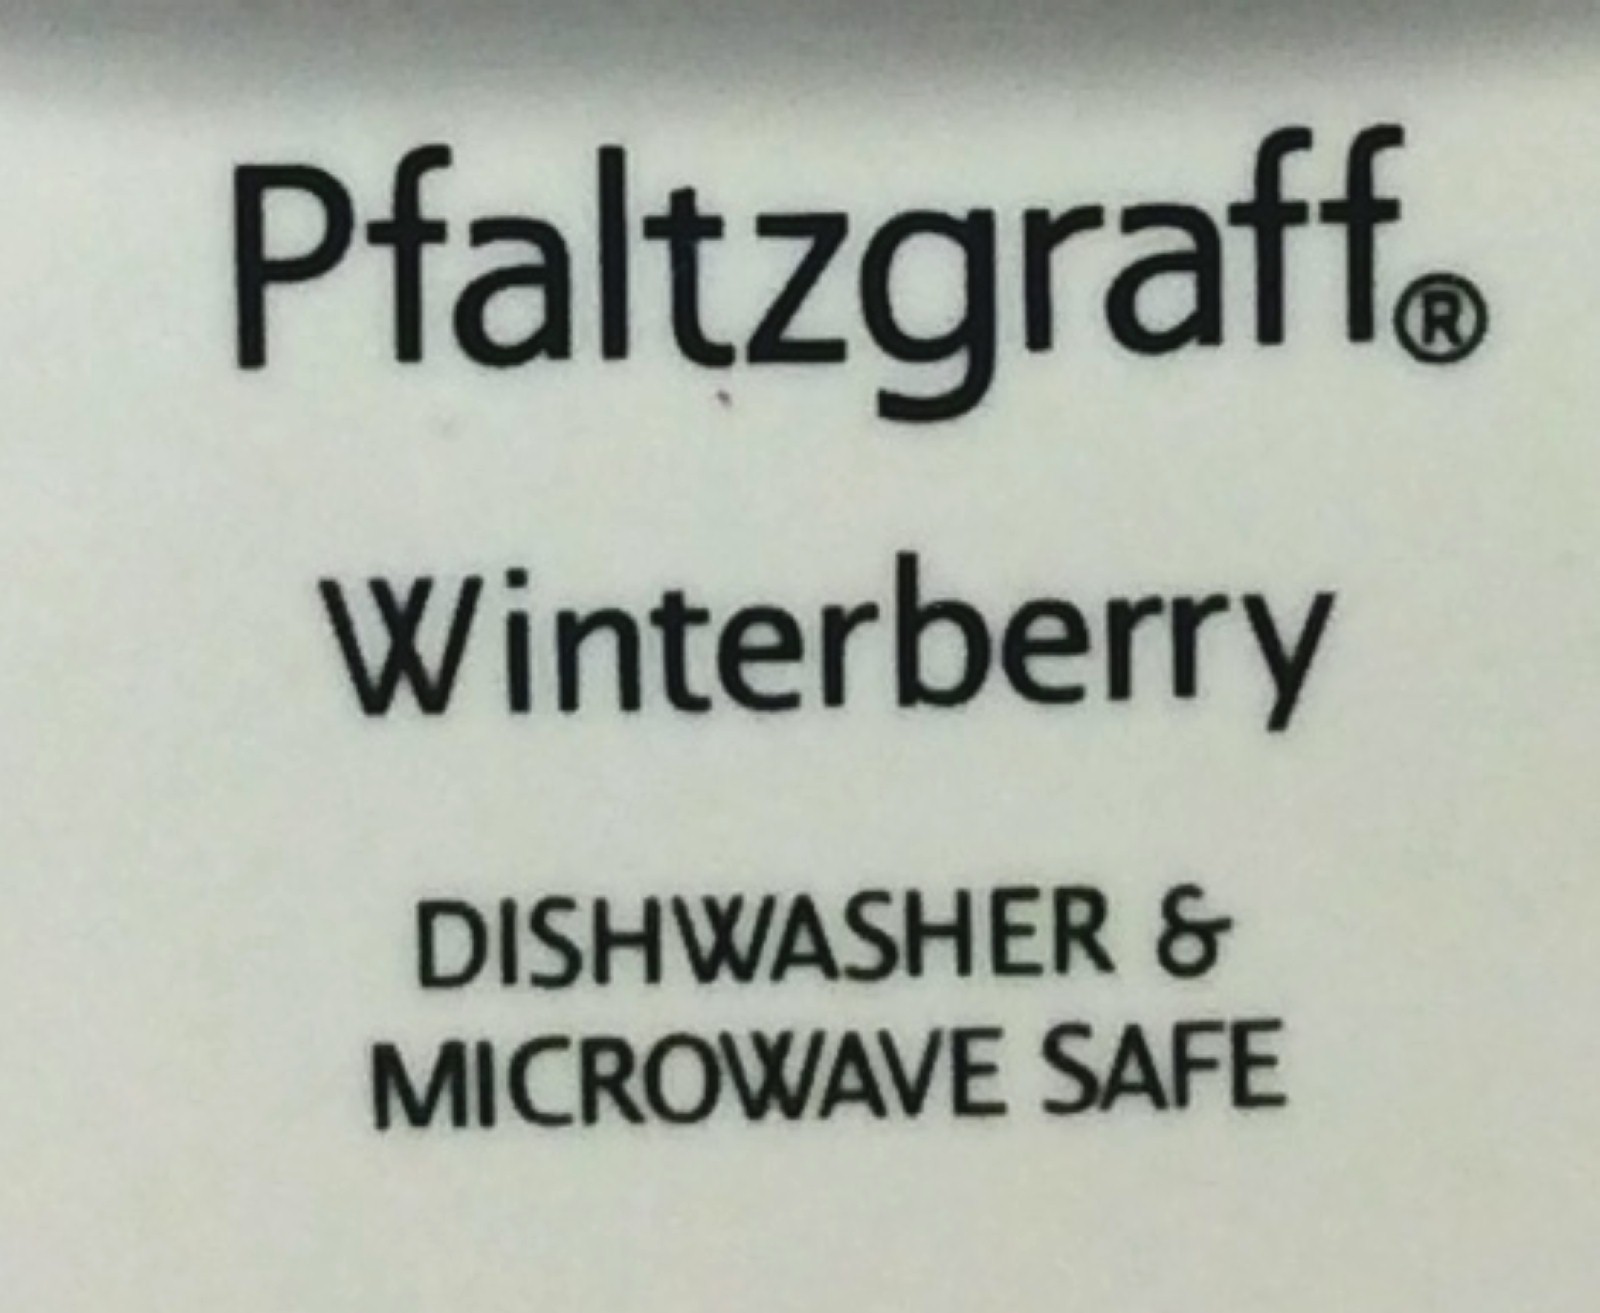 Pfaltzgraff®
Winterberry
DISHWASHER &
MICROWAVE SAFE